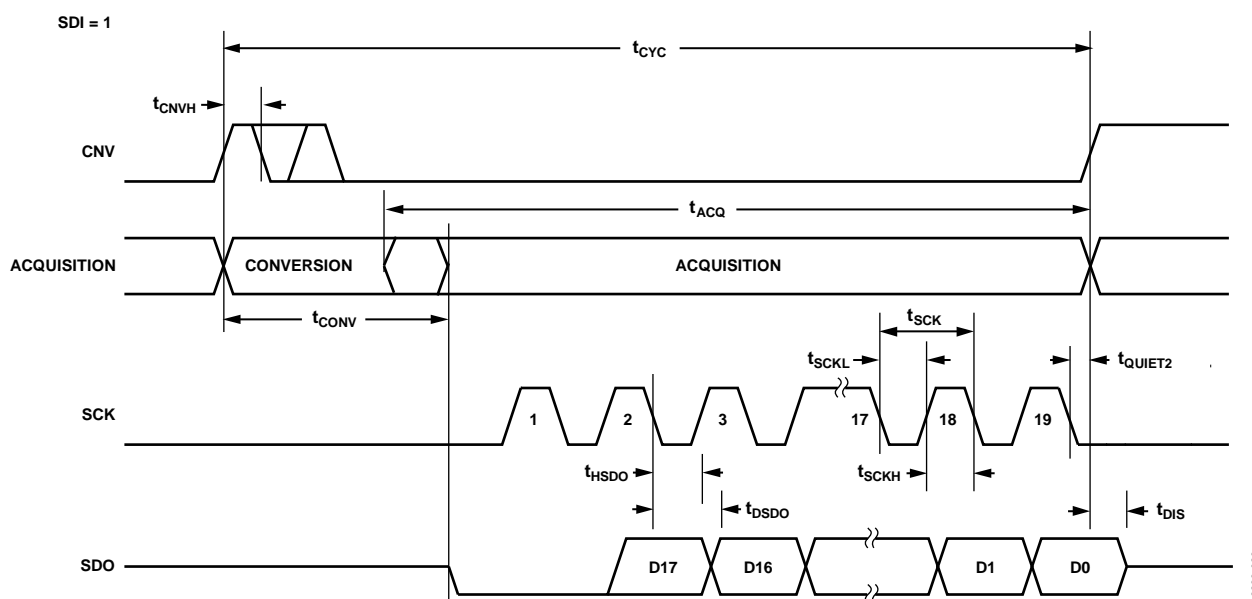 SDI = 1
tCYC
tCNVH
CNV
tACQ
ACQUISITION
CONVERSION
ACQUISITION
tCONV
tSCK
tSCKL
tQUIET2
SCK
1
2
3
17
18
19
tHSDO
tSCKH
tDSDO
tDIS
SDO
D17
D16
D1
D0